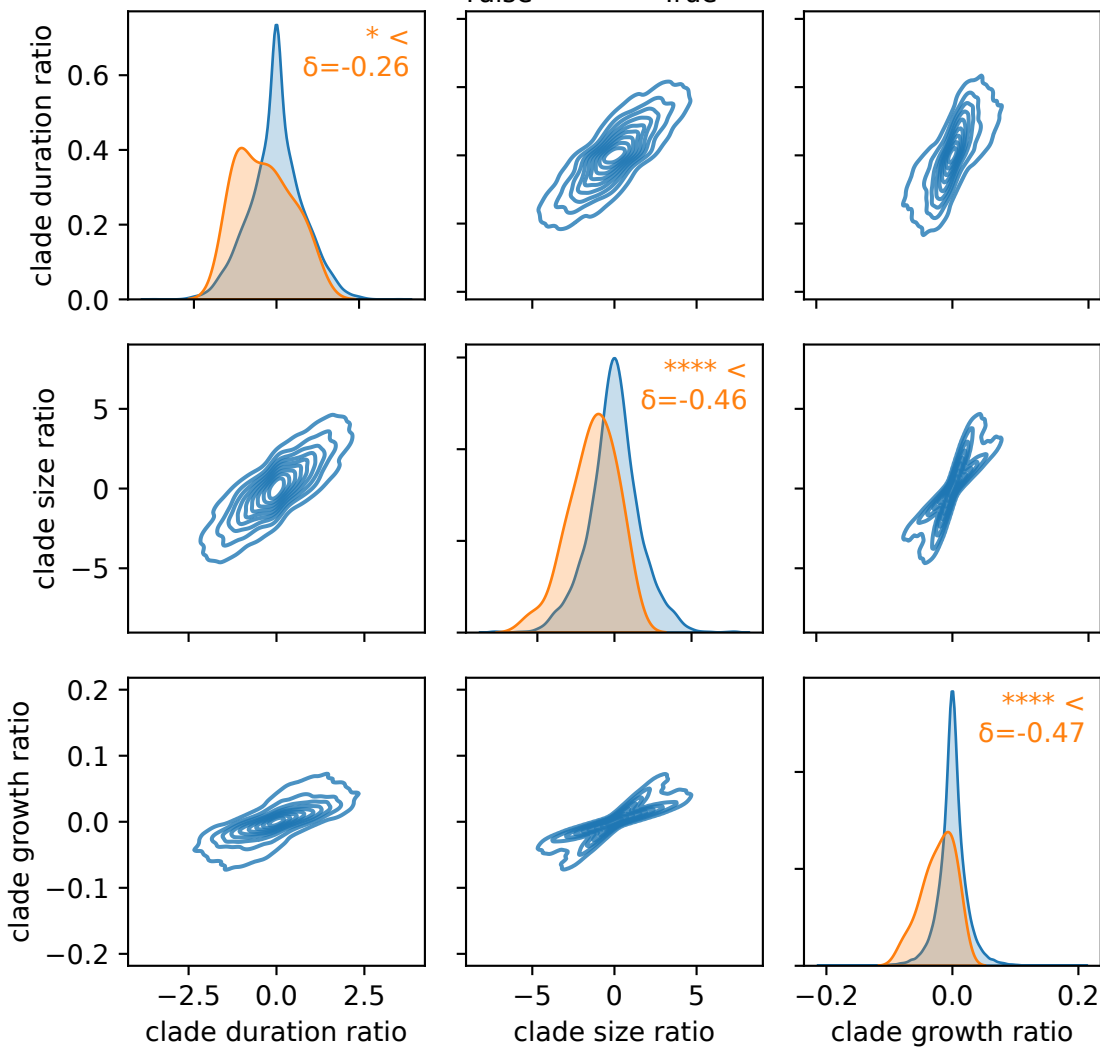 clade duration ratio
0.6
0.4
0.2
0.0
* <
δ=-0.26
clade size ratio
5
0
−5
**** <
δ=-0.46
clade growth ratio
0.2
0.1
0.0
−0.1
−0.2
**** <
δ=-0.47
−2.5 0.0 2.5
−5 0 5
−0.2 0.0 0.2
clade duration ratio
clade size ratio
clade growth ratio